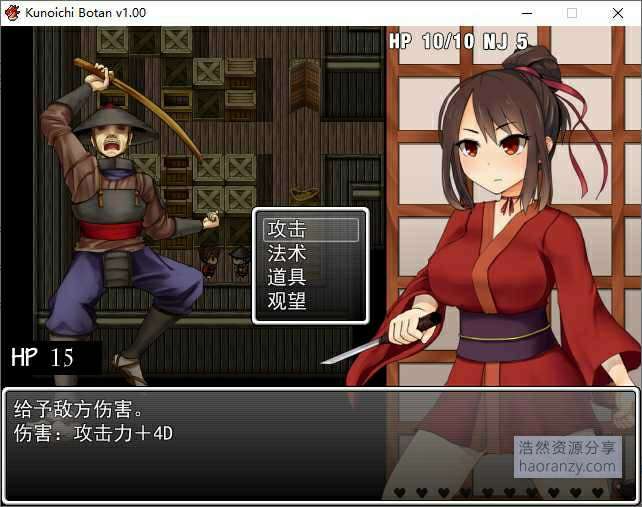 Kunoichi Botan v1.00
HP 10/10 NJ 5
攻击
法术
道具
观望
HP 15
给予敌方伤害。
伤害：攻击力＋4D
浩然资源分享
haoranzy.com